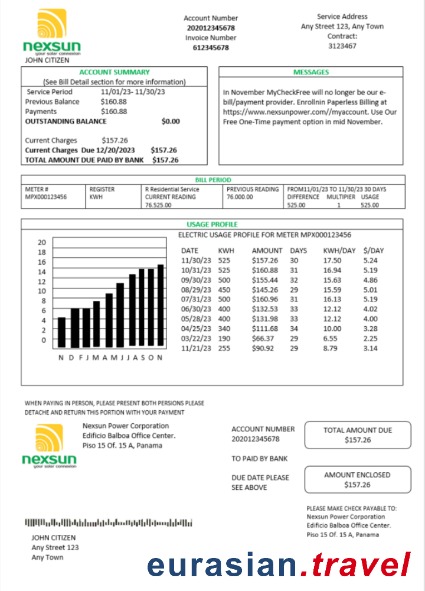 nexsun
your solar connexion
JOHN CITIZEN
Account Number
202012345678
Invoice Number
612345678
Service Address
Any Street 123, Any Town
Contract:
3123467
ACCOUNT SUMMARY
(See Bill Detail section for more information)
Service Period 11/01/23- 11/30/23
Previous Balance $160.88
Payments $160.88
OUTSTANDING BALANCE $0.00
Current Charges $157.26
Current Charges Due 12/20/2023 $157.26
TOTAL AMOUNT DUE PAID BY BANK $157.26
MESSAGES
In November MyCheckFree will no longer be our e-
bill/payment provider. Enrollnin Paperless Billing at
https://www.nexsunpower.com//myaccount. Use Our
Free One-Time payment option in mid November.
BILL PERIOD
METER # REGISTER R Residential Service PREVIOUS READING FROM11/01/23 TO 11/30/23 30 DAYS
MPX000123456 KWH CURRENT READING 76.000.00 DIFFERENCE MULTIPLIER USAGE
76.525.00 525.00 1 525.00
USAGE PROFILE
ELECTRIC USAGE PROFILE FOR METER MPX000123456
20
18
16
14
12
10
8
6
4
2
0
N D F J M A M J J A S O N
DATE KWH AMOUNT DAYS KWH/DAY $/DAY
11/30/23 525 $157.26 30 17.50 5.24
10/31/23 525 $160.88 31 16.94 5.19
09/30/23 500 $155.44 32 15.63 4.86
08/29/23 450 $145.26 29 15.59 5.01
07/31/23 500 $160.96 31 16.13 5.19
06/30/23 400 $132.53 33 12.12 4.02
05/28/23 400 $131.98 33 12.12 4.00
04/25/23 340 $111.68 34 10.00 3.28
03/22/23 190 $66.37 29 6.55 2.25
11/21/23 255 $90.92 29 8.79 3.14
WHEN PAYING IN PERSON, PLEASE PRESENT BOTH PERSIONS PLEASE
DETACHE AND RETURN THIS PORTION WITH YOUR PAYMENT
nexsun
your solar connexion
Nexsun Power Corporation
Edificio Balboa Office Center.
Piso 15 Of. 15 A, Panama
ACCOUNT NUMBER
202012345678
TO PAID BY BANK
DUE DATE PLEASE
SEE ABOVE
TOTAL AMOUNT DUE
$157.26
AMOUNT ENCLOSED
$157.26
PLEASE MAKE CHECK PAYABLE TO:
Nexsun Power Corporation
Edificio Balboa Office Center.
Piso 15 Of. 15 A, Panama
JOHN CITIZEN
Any Street 123
Any Town
eurasian.travel